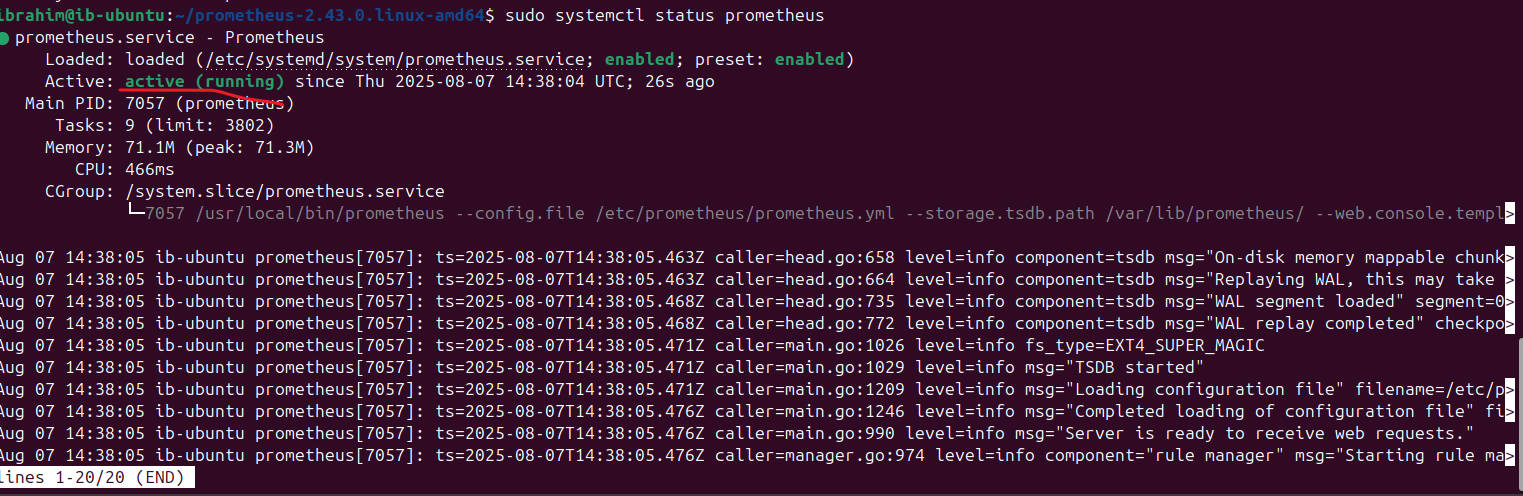 ibrahim@ib-ubuntu:~/prometheus-2.43.0.linux-amd64$ sudo systemctl status prometheus
● prometheus.service - Prometheus
Loaded: loaded (/etc/systemd/system/prometheus.service; enabled; preset: enabled)
Active: active (running) since Thu 2025-08-07 14:38:04 UTC; 26s ago
Main PID: 7057 (prometheus)
Tasks: 9 (limit: 3802)
Memory: 71.1M (peak: 71.3M)
CPU: 466ms
CGroup: /system.slice/prometheus.service
└─7057 /usr/local/bin/prometheus --config.file /etc/prometheus/prometheus.yml --storage.tsdb.path /var/lib/prometheus/ --web.console.templ>
Aug 07 14:38:05 ib-ubuntu prometheus[7057]: ts=2025-08-07T14:38:05.463Z caller=head.go:658 level=info component=tsdb msg="On-disk memory mappable chunk>
Aug 07 14:38:05 ib-ubuntu prometheus[7057]: ts=2025-08-07T14:38:05.463Z caller=head.go:664 level=info component=tsdb msg="Replaying WAL, this may take >
Aug 07 14:38:05 ib-ubuntu prometheus[7057]: ts=2025-08-07T14:38:05.468Z caller=head.go:735 level=info component=tsdb msg="WAL segment loaded" segment=0>
Aug 07 14:38:05 ib-ubuntu prometheus[7057]: ts=2025-08-07T14:38:05.468Z caller=head.go:772 level=info component=tsdb msg="WAL replay completed" checkpo>
Aug 07 14:38:05 ib-ubuntu prometheus[7057]: ts=2025-08-07T14:38:05.471Z caller=main.go:1026 level=info fs_type=EXT4_SUPER_MAGIC
Aug 07 14:38:05 ib-ubuntu prometheus[7057]: ts=2025-08-07T14:38:05.471Z caller=main.go:1029 level=info msg="TSDB started"
Aug 07 14:38:05 ib-ubuntu prometheus[7057]: ts=2025-08-07T14:38:05.471Z caller=main.go:1209 level=info msg="Loading configuration file" filename=/etc/p>
Aug 07 14:38:05 ib-ubuntu prometheus[7057]: ts=2025-08-07T14:38:05.476Z caller=main.go:1246 level=info msg="Completed loading of configuration file" fi>
Aug 07 14:38:05 ib-ubuntu prometheus[7057]: ts=2025-08-07T14:38:05.476Z caller=main.go:990 level=info msg="Server is ready to receive web requests."
Aug 07 14:38:05 ib-ubuntu prometheus[7057]: ts=2025-08-07T14:38:05.476Z caller=manager.go:974 level=info component="rule manager" msg="Starting rule ma>
lines 1-20/20 (END)